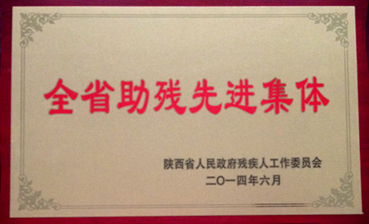 全省助残先进集体
陕西省人民政府残疾人工作委员会
二〇一四年六月